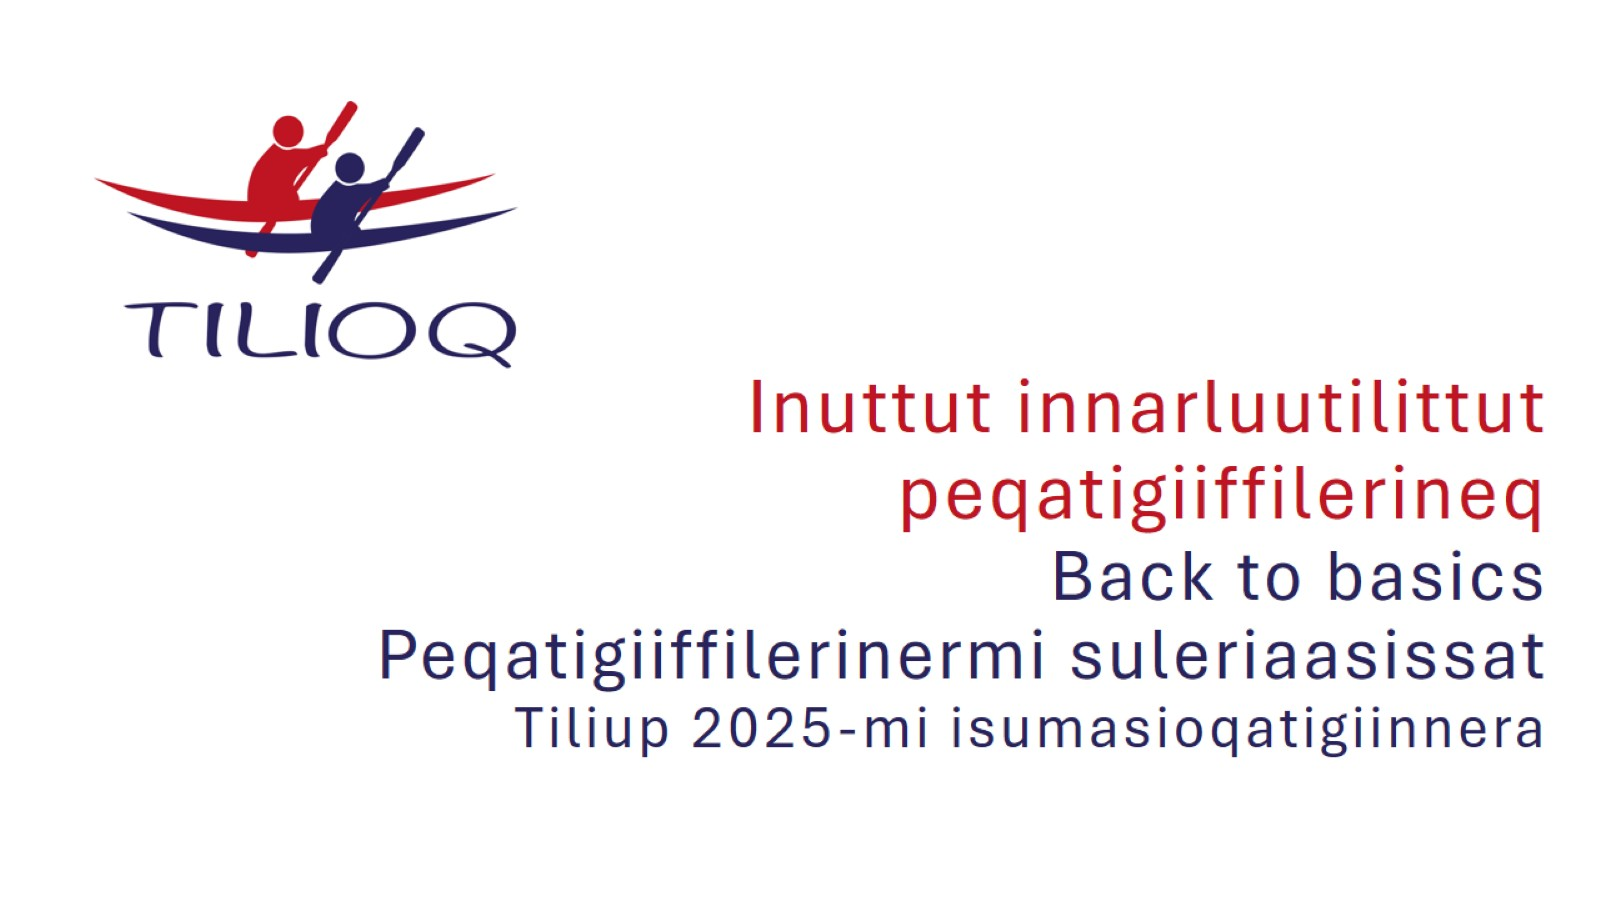 TILIOQ
Inuttut innarluutilittut
peqatigiiffilerineq
Back to basics
Peqatigiiffilerinermi suleriaasissat
Tiliup 2025-mi isumasioqatigiinnera